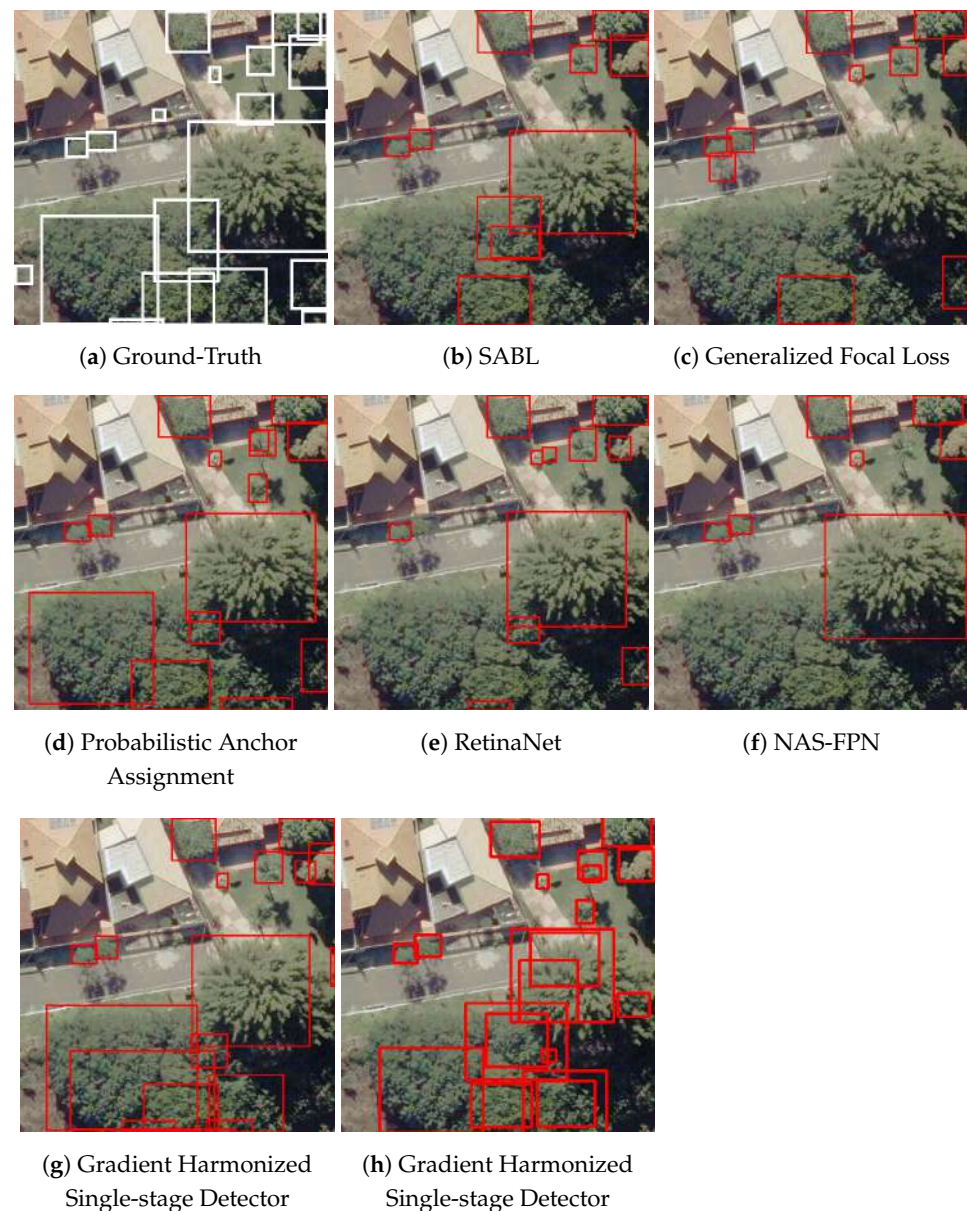 (a) Ground-Truth
(b) SABL
(c) Generalized Focal Loss
(d) Probabilistic Anchor
Assignment
(e) RetinaNet
(f) NAS-FPN
(g) Gradient Harmonized
Single-stage Detector
(h) Gradient Harmonized
Single-stage Detector